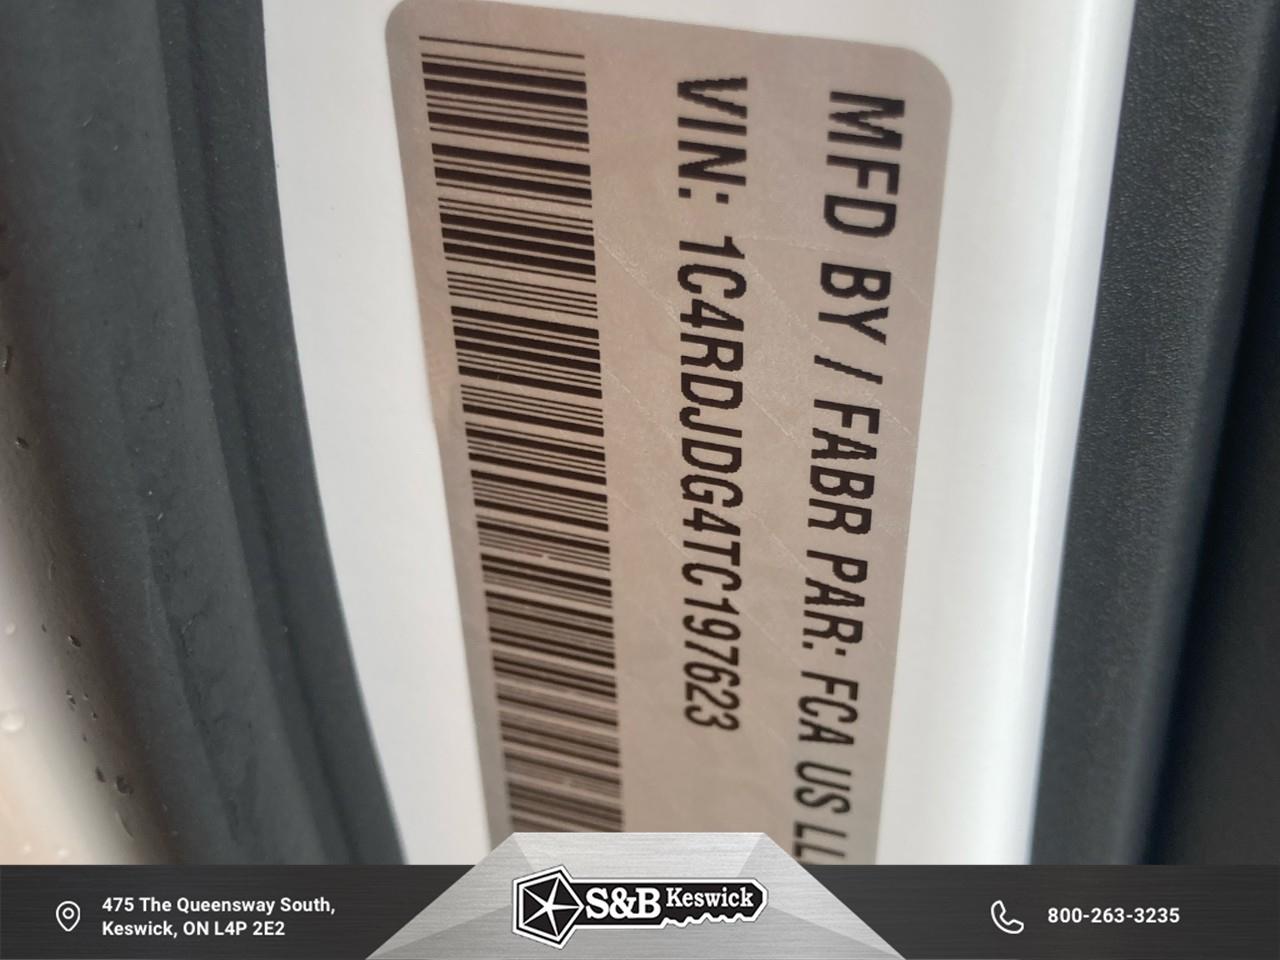 MFD BY / FABR PAR: FCA US LL
VIN: 1C4RDJDG4TC197623
475 The Queensway South,
Keswick, ON L4P 2E2
S&B Keswick
800-263-3235